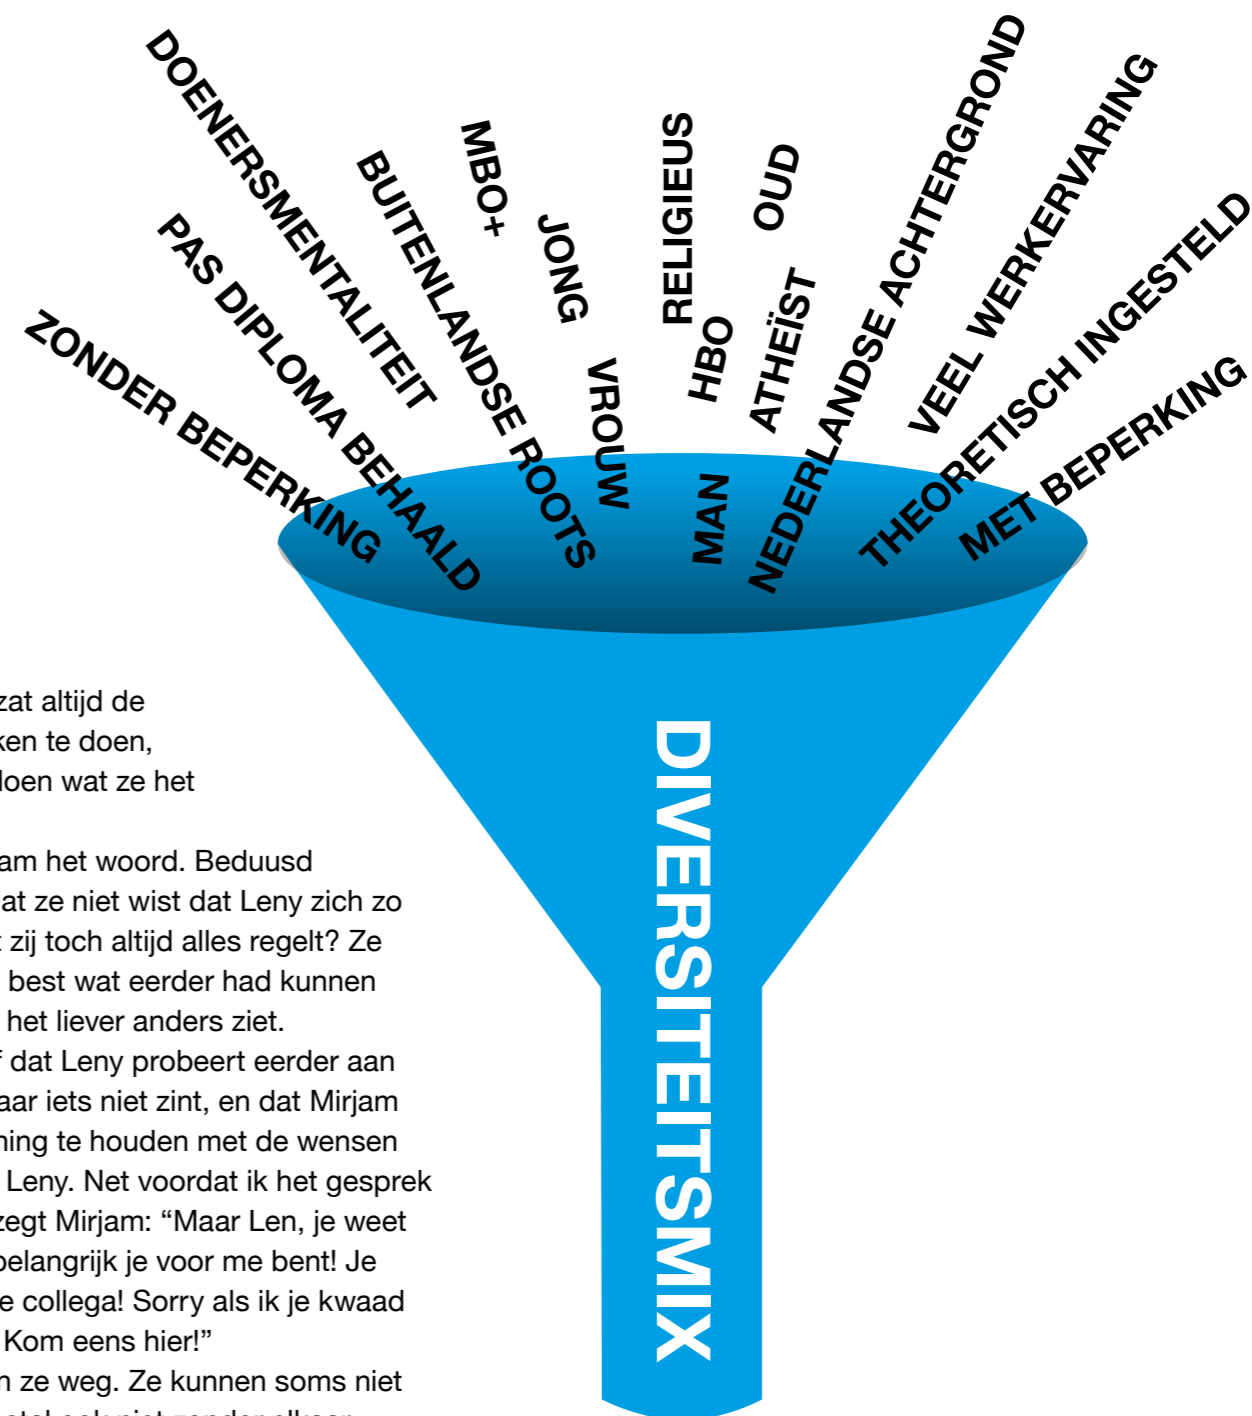 ZONDER BEPERKING
PAS DIPLOMA BEHAALD
DOENERSMENTALITEIT
BUITENLANDSE ROOTS
MBO+
JONG
VROUW
RELIGIEUS
HBO
MAN
OUD
ATHEÏST
NEDERLANDSE ACHTERGROND
VEEL WERKERVARING
THEORETISCH INGESTELD
MET BEPERKING
DIVERSITEITSMIX
zat altijd de
ken te doen,
doen wat ze het
am het woord. Beduusd
dat ze niet wist dat Leny zich zo
t zij toch altijd alles regelt? Ze
best wat eerder had kunnen
het liever anders ziet.
f dat Leny probeert eerder aan
aar iets niet zint, en dat Mirjam
ning te houden met de wensen
Leny. Net voordat ik het gesprek
zegt Mirjam: “Maar Len, je weet
belangrijk je voor me bent! Je
e collega! Sorry als ik je kwaad
Kom eens hier!”
n ze weg. Ze kunnen soms niet
ook niet zonder elkaar